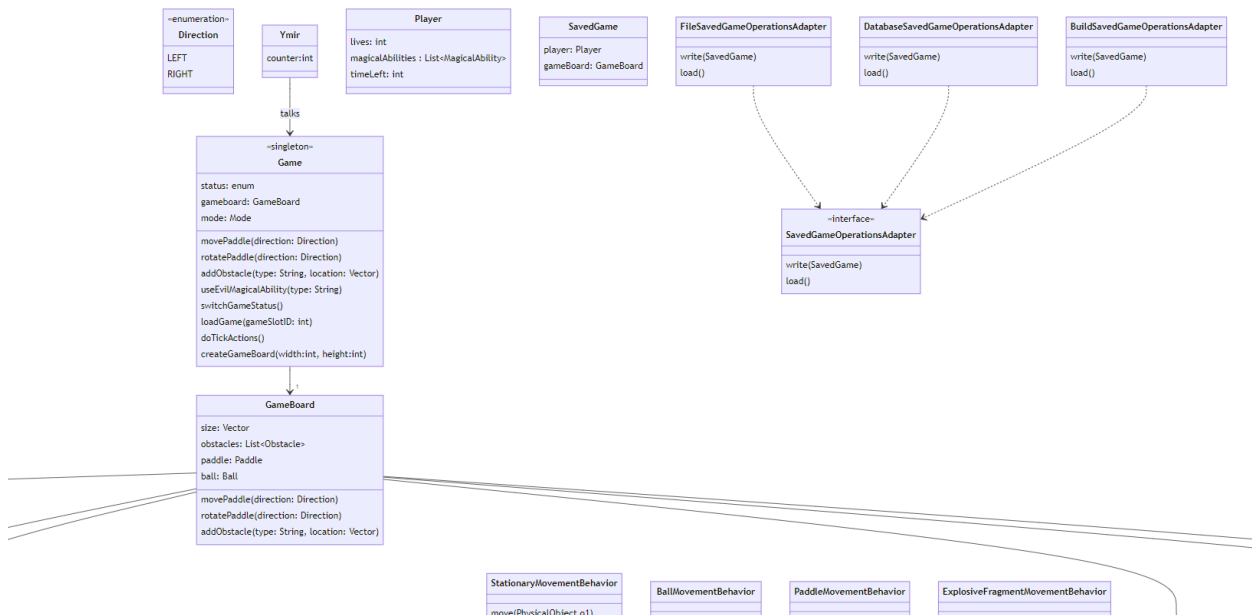 «enumeration»
Direction
LEFT
RIGHT
Ymir
counter:int
Player
lives: int
magicalAbilities : List<MagicalAbility>
timeLeft: int
SavedGame
player: Player
gameBoard: GameBoard
FileSavedGameOperationsAdapter
write(SavedGame)
load()
DatabaseSavedGameOperationsAdapter
write(SavedGame)
load()
BuildSavedGameOperationsAdapter
write(SavedGame)
load()
talks
«singleton»
Game
status: enum
gameboard: GameBoard
mode: Mode
movePaddle(direction: Direction)
rotatePaddle(direction: Direction)
addObstacle(type: String, location: Vector)
useEvilMagicalAbility(type: String)
switchGameStatus()
loadGame(gameSlotID: int)
doTickActions()
createGameBoard(width:int, height:int)
«interface»
SavedGameOperationsAdapter
write(SavedGame)
load()
1
GameBoard
size: Vector
obstacles: List<Obstacle>
paddle: Paddle
ball: Ball
movePaddle(direction: Direction)
rotatePaddle(direction: Direction)
addObstacle(type: String, location: Vector)
StationaryMovementBehavior
move(PhysicalObject o1)
BallMovementBehavior
PaddleMovementBehavior
ExplosiveFragmentMovementBehavior